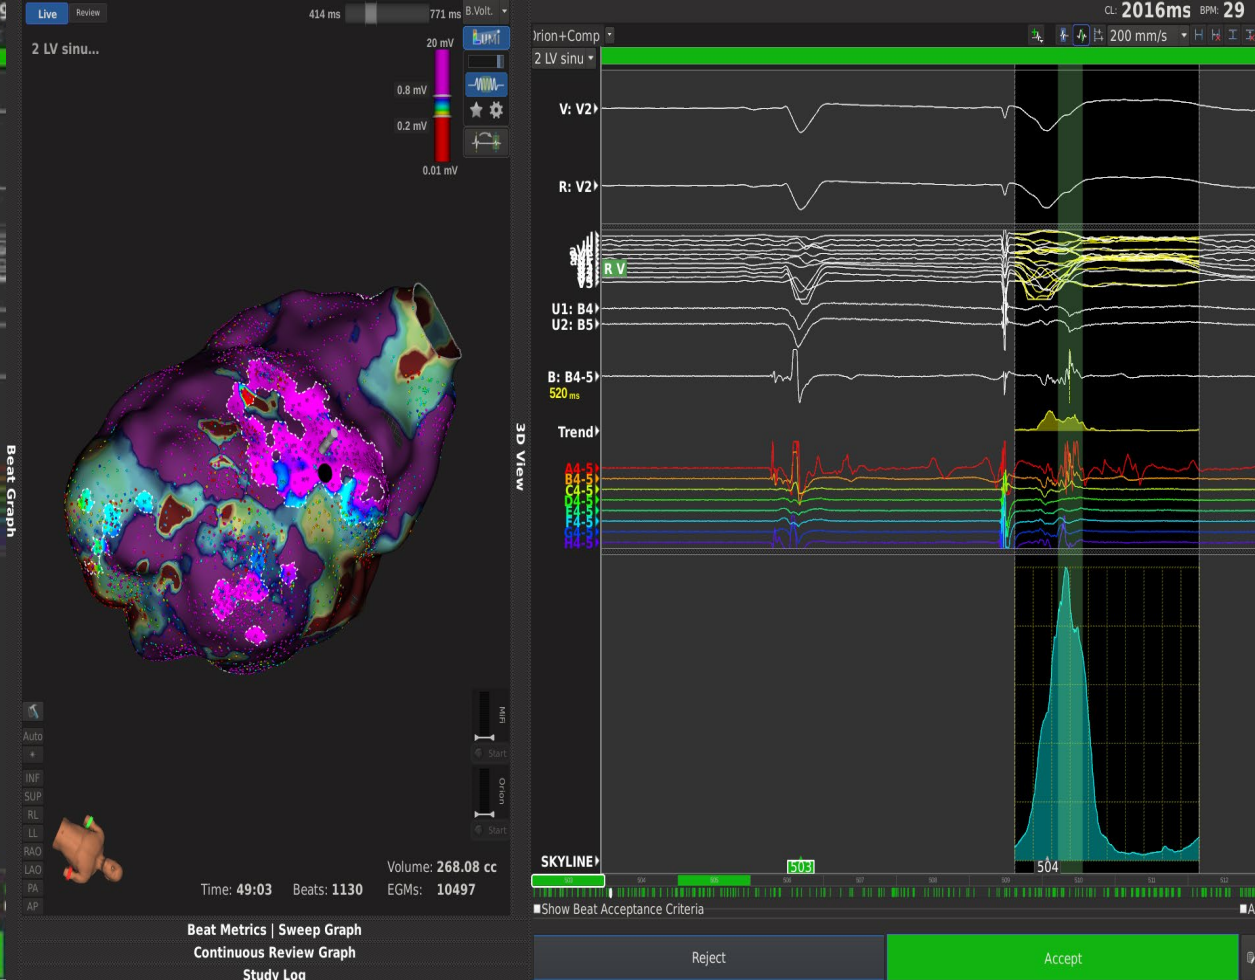 Live
Review
414 ms
771 ms
B.Volt.
CL: 2016ms BPM: 29
2 LV sinu...
20 mV
Lumi
0.8 mV
0.2 mV
0.01 mV
Orion+Comp
200 mm/s
2 LV sinu
V: V2
R: V2
R V
U1: B4
U2: B5
B: B4-5
520 ms
Trend
A4-5
B4-5
C4-5
D4-5
E4-5
F4-5
G4-5
H4-5
Beat Graph
3D View
MiFi
Start
Orion
Start
Auto
+
INF
SUP
RL
LL
RAO
LAO
PA
AP
Volume: 268.08 cc
Time: 49:03
Beats: 1130
EGMs: 10497
SKYLINE
503
504
Show Beat Acceptance Criteria
A
Beat Metrics | Sweep Graph
Continuous Review Graph
Study Log
Reject
Accept